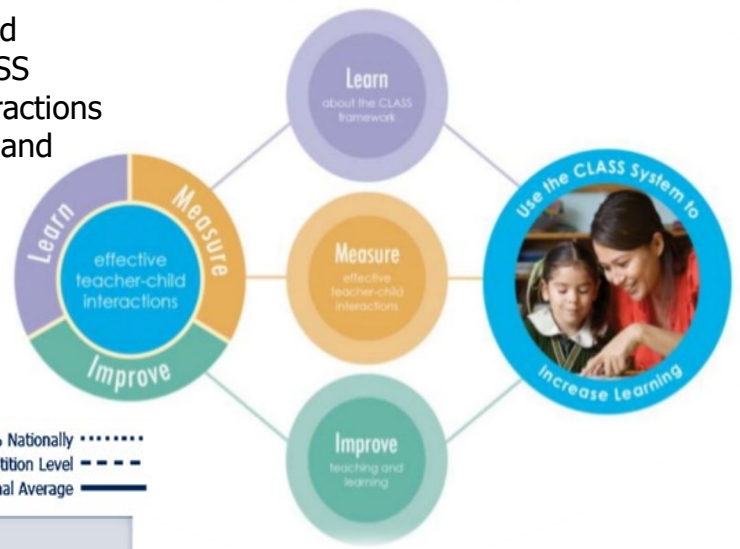 SS
eractions
and
Learn
about the CLASS
framework
Learn
Measure
Improve
effective
teacher-child
interactions
Measure
effective
teacher-child
interactions
Use the CLASS System to
Increase Learning
Improve
teaching and
learning
Nationally
tition Level
nal Average